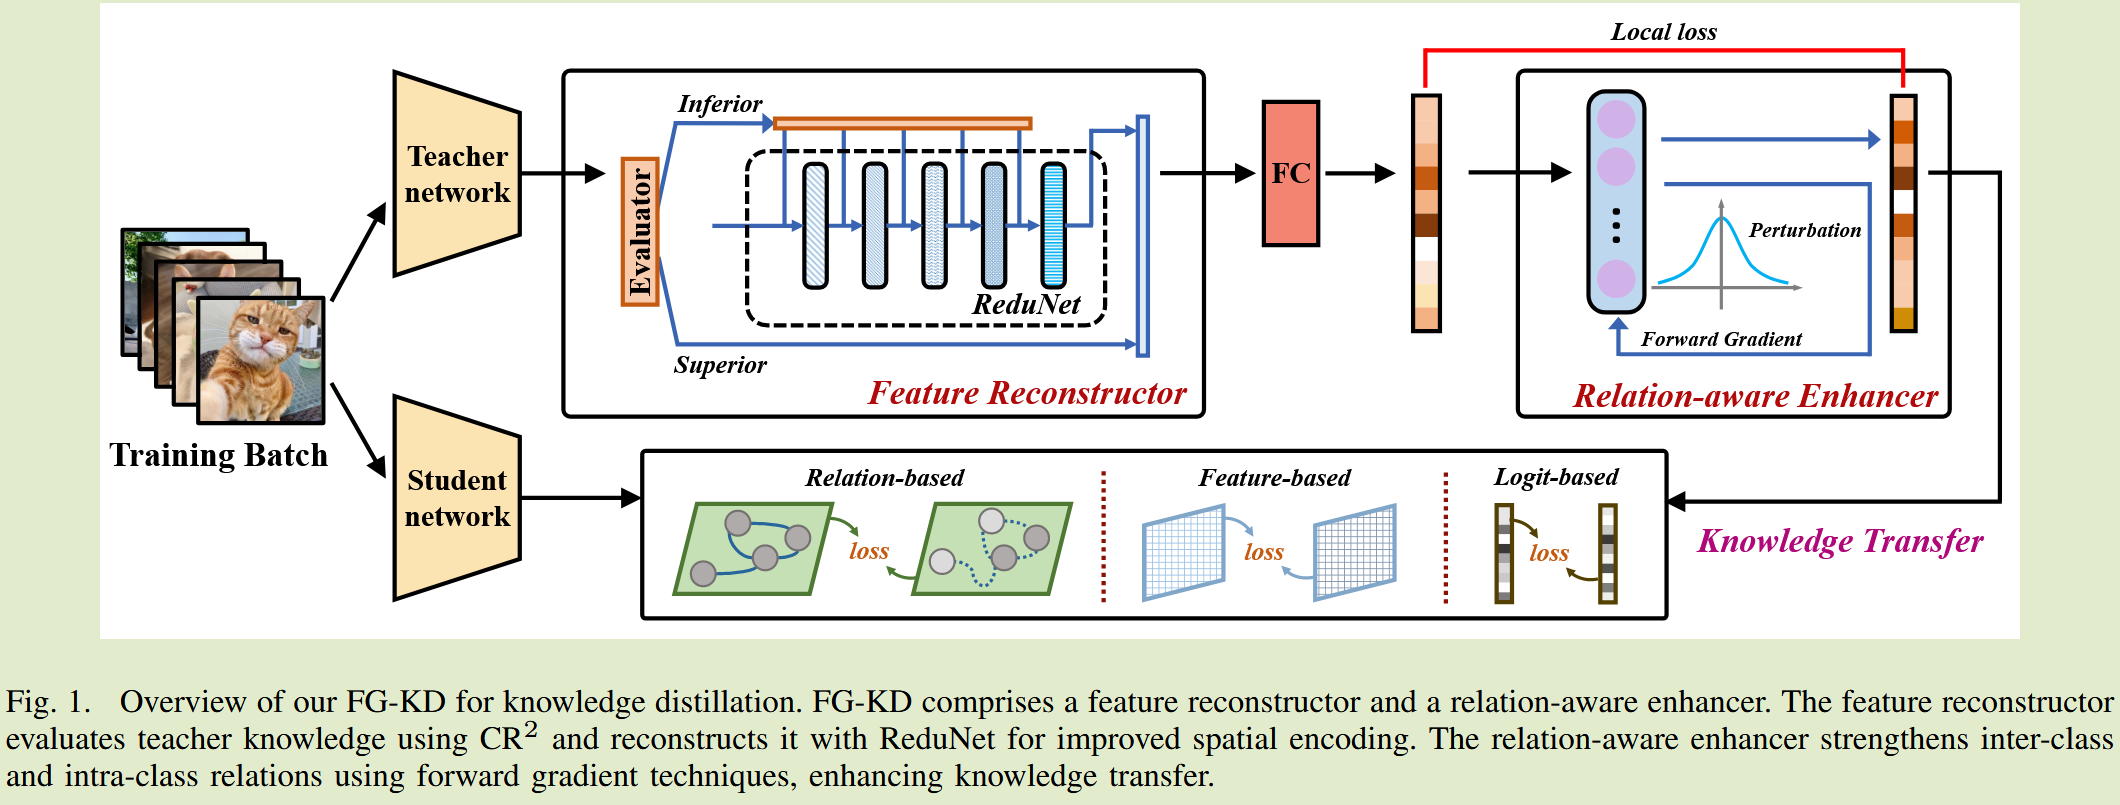 Local loss
Inferior
Teacher
network
Evaluator
FC
Perturbation
ReduNet
Forward Gradient
Superior
Feature Reconstructor
Relation-aware Enhancer
Training Batch
Student
network
Relation-based
Feature-based
Logit-based
loss
loss
loss
Knowledge Transfer
Fig. 1. Overview of our FG-KD for knowledge distillation. FG-KD comprises a feature reconstructor and a relation-aware enhancer. The feature reconstructor
evaluates teacher knowledge using CR² and reconstructs it with ReduNet for improved spatial encoding. The relation-aware enhancer strengthens inter-class
and intra-class relations using forward gradient techniques, enhancing knowledge transfer.